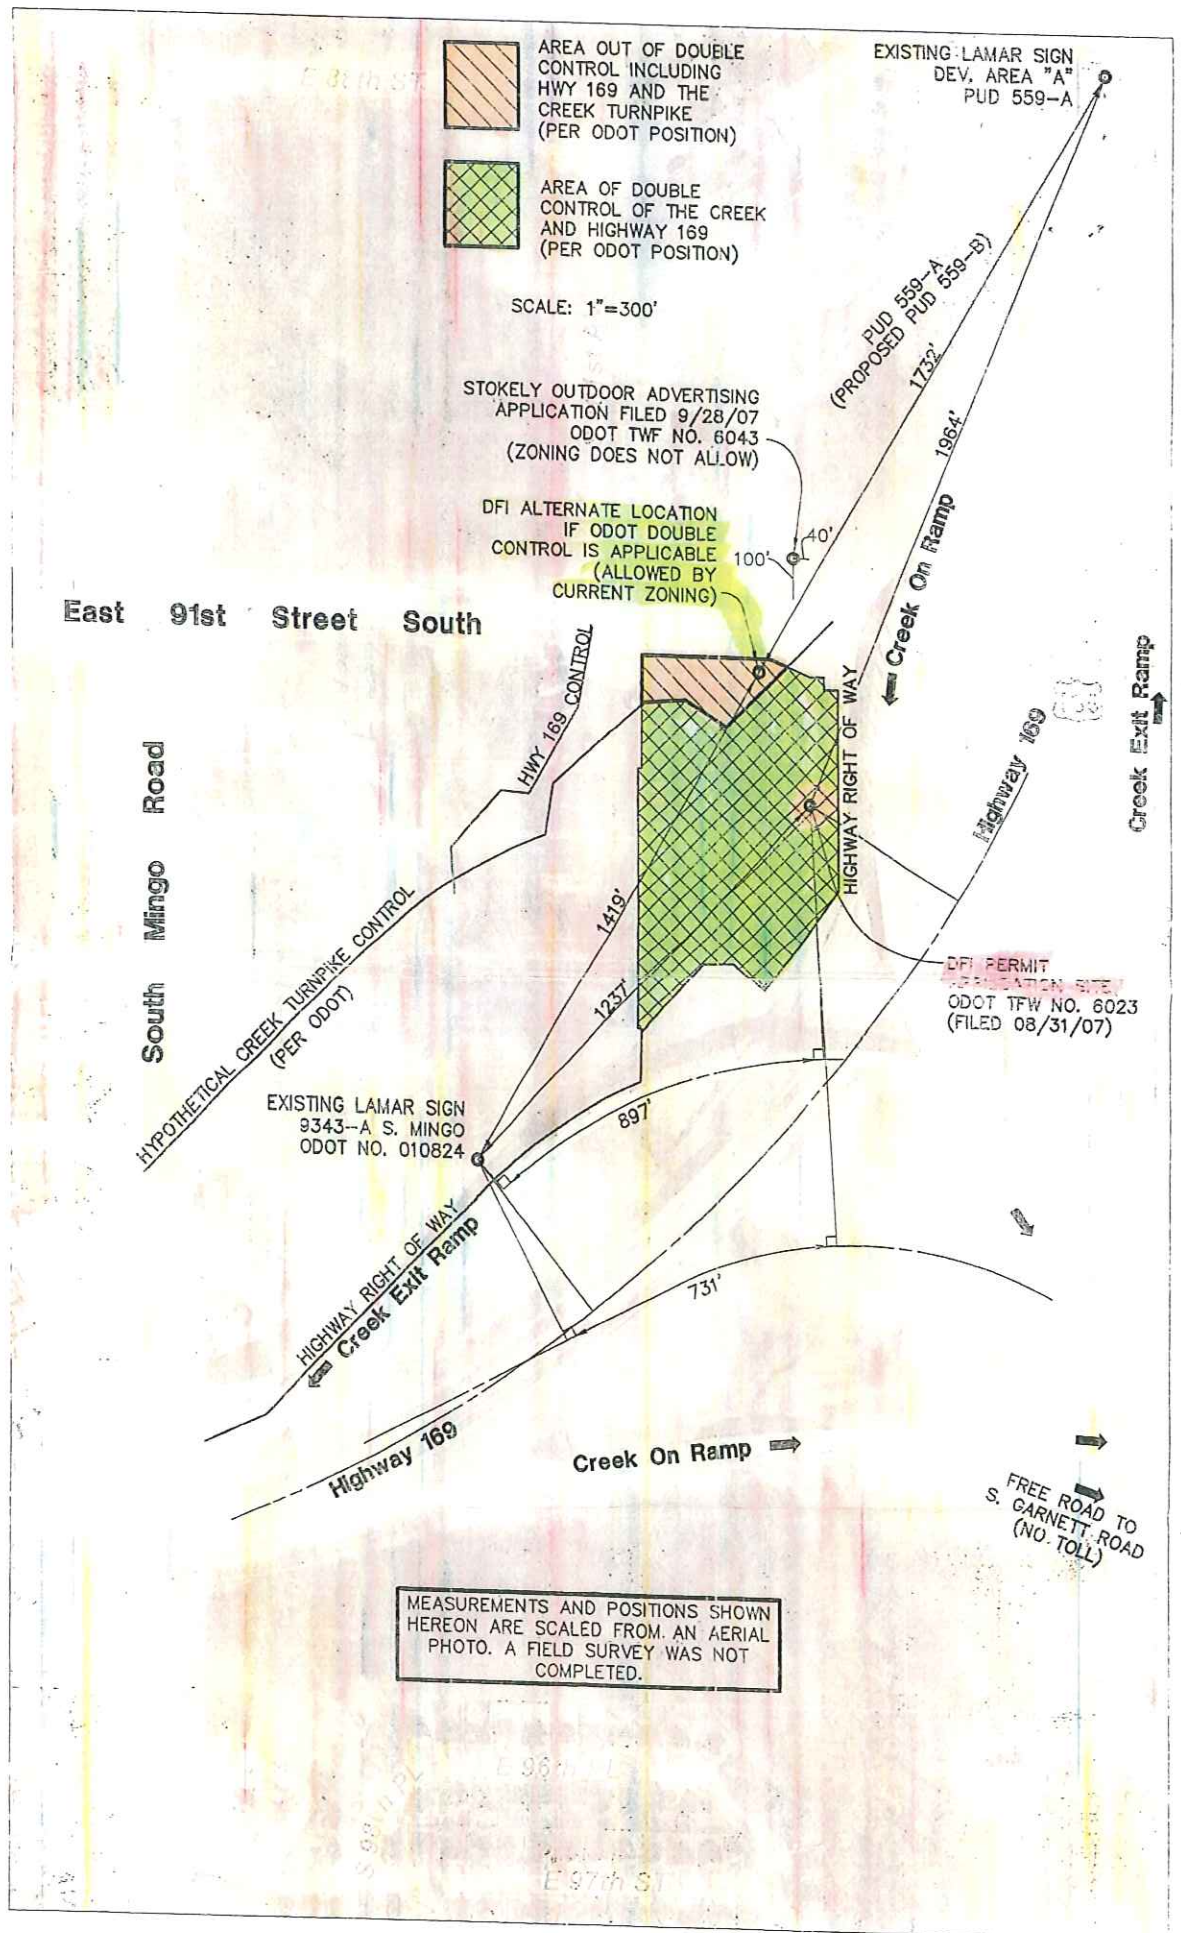 AREA OUT OF DOUBLE
CONTROL INCLUDING
HWY 169 AND THE
CREEK TURNPIKE
(PER ODOT POSITION)
EXISTING LAMAR SIGN
DEV. AREA "A"
PUD 559-A
E 88th ST
AREA OF DOUBLE
CONTROL OF THE CREEK
AND HIGHWAY 169
(PER ODOT POSITION)
SCALE: 1"=300'
PUD 559-A
(PROPOSED PUD 559-B)
1732'
1964'
STOKELY OUTDOOR ADVERTISING
APPLICATION FILED 9/28/07
ODOT TWF NO. 6043
(ZONING DOES NOT ALLOW)
DFI ALTERNATE LOCATION
IF ODOT DOUBLE
CONTROL IS APPLICABLE
(ALLOWED BY
CURRENT ZONING)
100'
40'
East 91st Street South
Creek On Ramp
HWY 169 CONTROL
HIGHWAY RIGHT OF WAY
Highway 169
Creek Exit Ramp
South Mingo Road
1419'
1237'
HYPOTHETICAL CREEK TURNPIKE CONTROL
(PER ODOT)
DFI PERMIT
APPLICATION SITE
ODOT TFW NO. 6023
(FILED 08/31/07)
EXISTING LAMAR SIGN
9343-A S. MINGO
ODOT NO. 010824
897'
HIGHWAY RIGHT OF WAY
Creek Exit Ramp
731'
Highway 169
Creek On Ramp
FREE ROAD TO
S. GARNETT ROAD
(NO TOLL)
MEASUREMENTS AND POSITIONS SHOWN
HEREON ARE SCALED FROM AN AERIAL
PHOTO. A FIELD SURVEY WAS NOT
COMPLETED.
E 97th ST